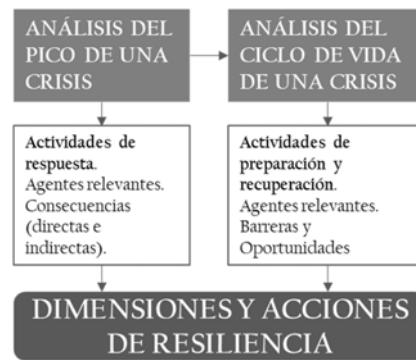 ANÁLISIS DEL
PICO DE UNA
CRISIS
ANÁLISIS DEL
CICLO DE VIDA
DE UNA CRISIS
Actividades de
respuesta.
Agentes relevantes.
Consecuencias
(directas e
indirectas).
Actividades de
preparación y
recuperación.
Agentes relevantes.
Barreras y
Oportunidades
DIMENSIONES Y ACCIONES
DE RESILIENCIA